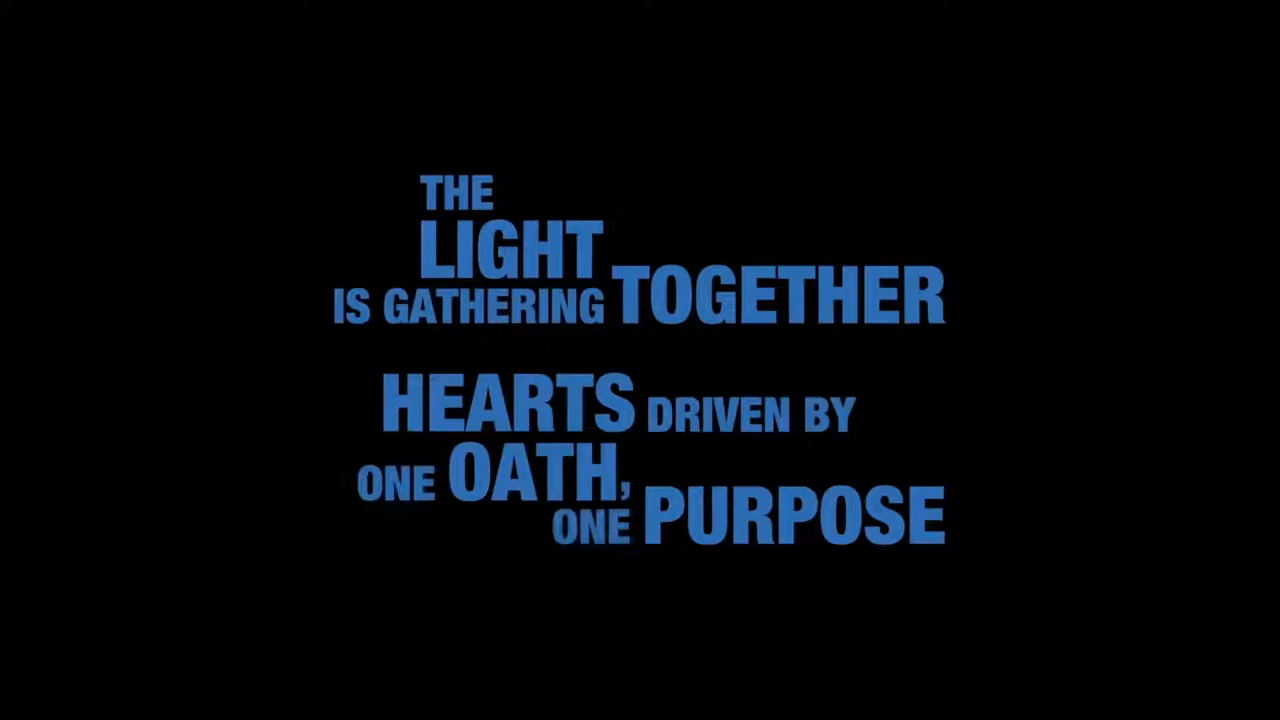 THE
LIGHT
IS GATHERING TOGETHER
HEARTS DRIVEN BY
ONE OATH,
ONE PURPOSE